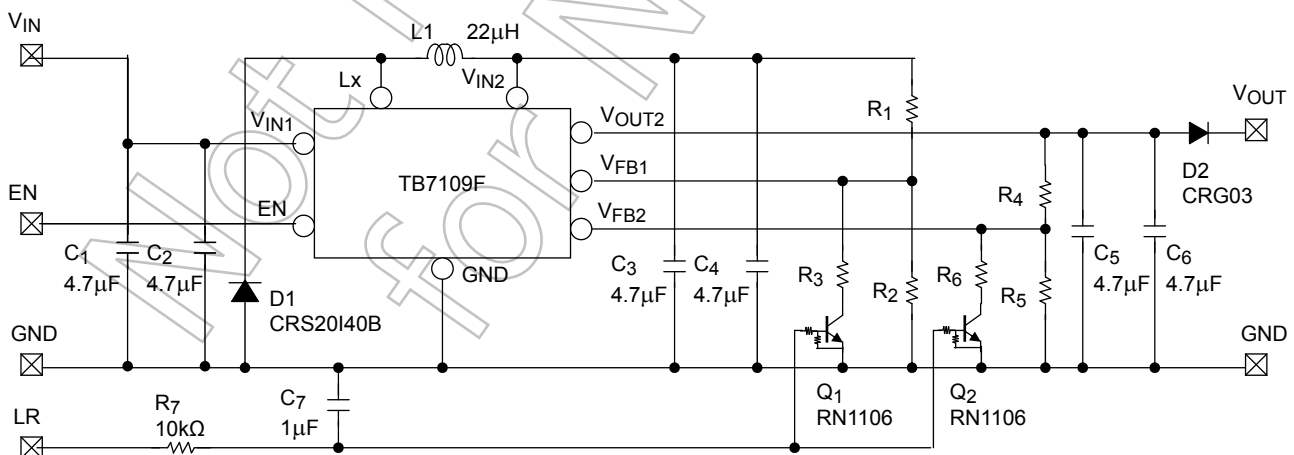 VIN
L1 22μH
Lx
VIN2
VIN1
VOUT2
R1
VOUT
TB7109F
VFB1
D2
CRG03
EN
EN
VFB2
R4
C1
4.7μF
C2
4.7μF
GND
C3
4.7μF
C4
4.7μF
R3
R2
R6
R5
C5
4.7μF
C6
4.7μF
D1
CRS20I40B
GND
GND
R7
10kΩ
C7
1μF
Q1
RN1106
Q2
RN1106
LR
Not
for N